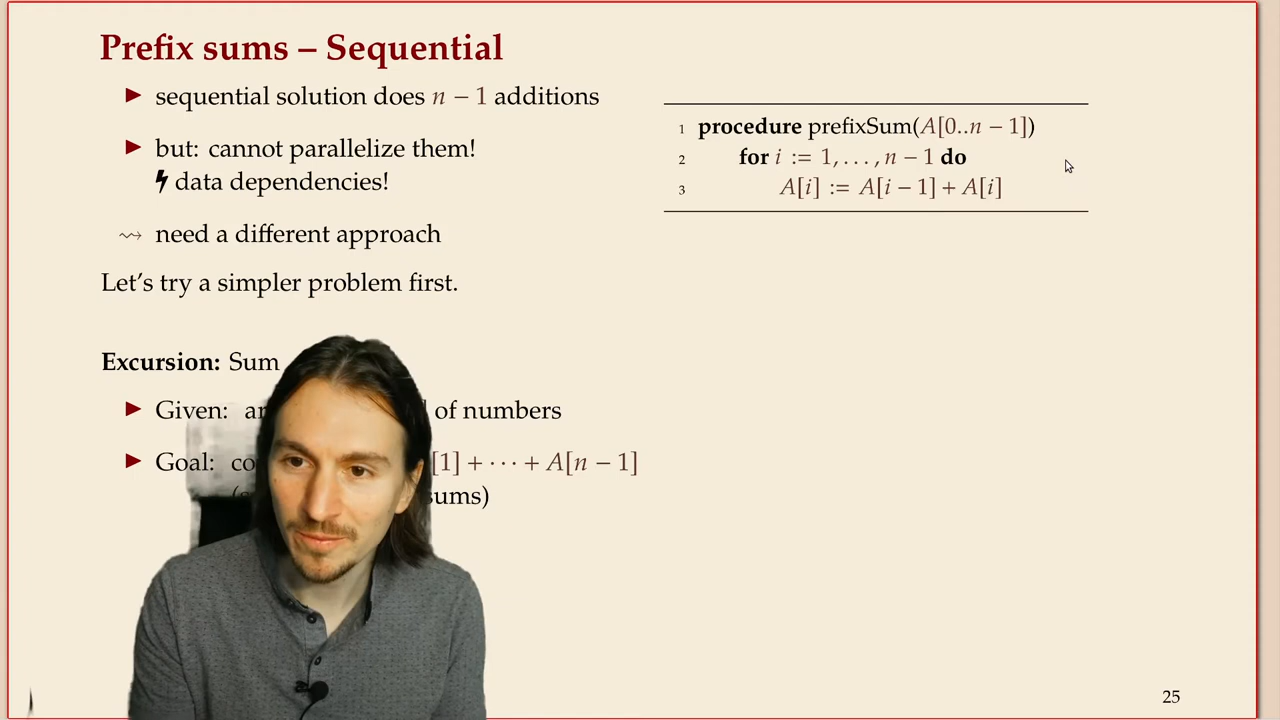 Prefix sums – Sequential
▶ sequential solution does n − 1 additions
▶ but: cannot parallelize them!
data dependencies!
⇝ need a different approach
Let's try a simpler problem first.
Excursion: Sum
▶ Given: of numbers
▶ Goal: [1] + · · · + A[n − 1]
sums)
1 procedure prefixSum(A[0..n − 1])
2 for i := 1, . . . , n − 1 do
3 A[i] := A[i − 1] + A[i]
25